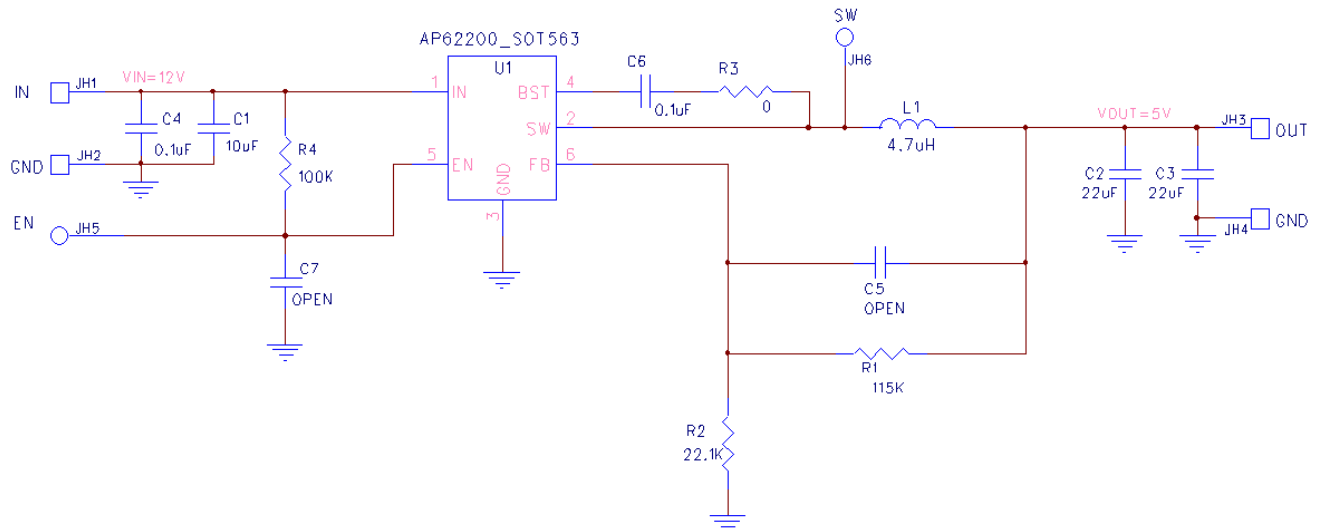 SW
JH6
AP62200_SOT563
U1
IN
JH1
VIN=12V
1
IN
BST
4
C6
0.1uF
R3
0
SW
2
L1
4.7uH
VOUT=5V
JH3
OUT
C4
0.1uF
C1
10uF
GND
JH2
R4
100K
5
EN
FB
6
GND
3
C2
22uF
C3
22uF
JH4
GND
EN
JH5
C7
OPEN
C5
OPEN
R1
115K
R2
22.1K